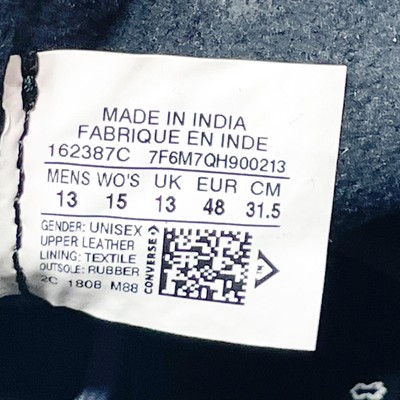 MADE IN INDIA
FABRIQUE EN INDE
162387C 7F6M7QH900213
MENS WO'S UK EUR CM
13 15 13 48 31.5
GENDER: UNISEX
UPPER LEATHER
LINING: TEXTILE
OUTSOLE: RUBBER
2C 1808 M88
CONVERSE
IN